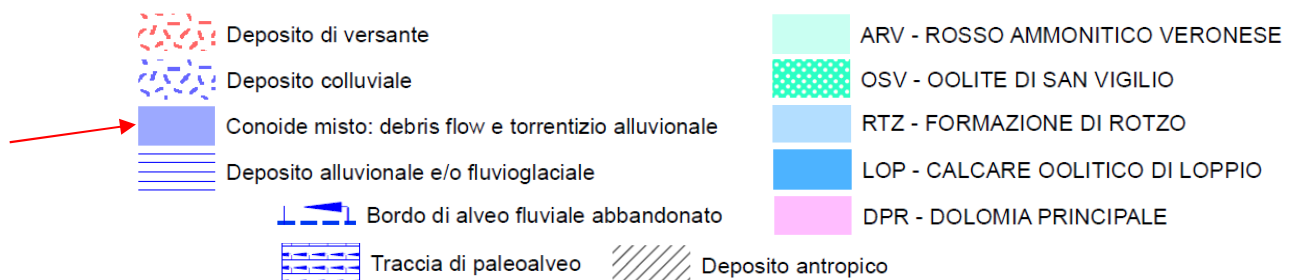 Deposito di versante
Deposito colluviale
Conoide misto: debris flow e torrentizio alluvionale
Deposito alluvionale e/o fluvioglaciale
Bordo di alveo fluviale abbandonato
Traccia di paleoalveo
Deposito antropico
ARV - ROSSO AMMONITICO VERONESE
OSV - OOLITE DI SAN VIGILIO
RTZ - FORMAZIONE DI ROTZO
LOP - CALCARE OOLITICO DI LOPPIO
DPR - DOLOMIA PRINCIPALE